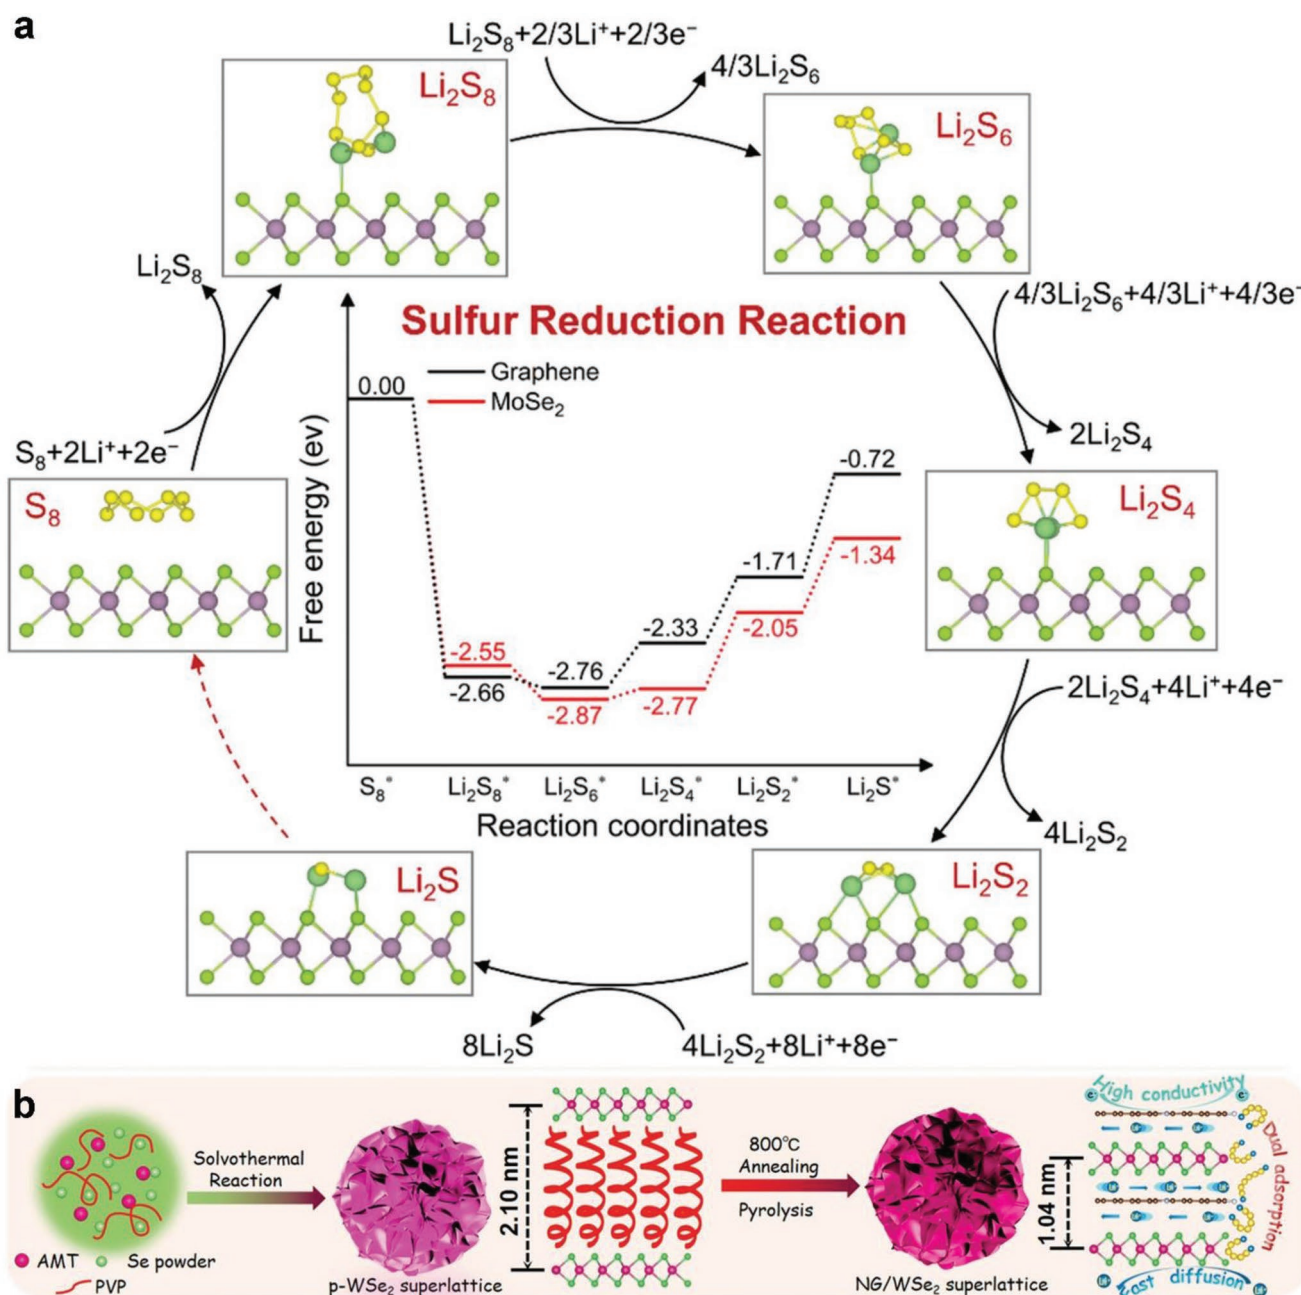 a
Li₂S₈+2/3Li⁺+2/3e⁻
4/3Li₂S₆
Li₂S₈
Li₂S₆
Li₂S₈
4/3Li₂S₆+4/3Li⁺+4/3e⁻
Sulfur Reduction Reaction
Graphene
MoSe₂
0.00
-2.55
-2.66
-2.76
-2.87
-2.33
-2.77
-1.71
-2.05
-0.72
-1.34
Free energy (ev)
S₈*
Li₂S₈*
Li₂S₆*
Li₂S₄*
Li₂S₂*
Li₂S*
Reaction coordinates
2Li₂S₄
S₈+2Li⁺+2e⁻
S₈
Li₂S₄
2Li₂S₄+4Li⁺+4e⁻
4Li₂S₂
Li₂S
Li₂S₂
8Li₂S
4Li₂S₂+8Li⁺+8e⁻
b
AMT
Se powder
PVP
Solvothermal
Reaction
p-WSe₂ superlattice
2.10 nm
800℃
Annealing
Pyrolysis
NG/WSe₂ superlattice
1.04 nm
High conductivity
Dual adsorption
Fast diffusion